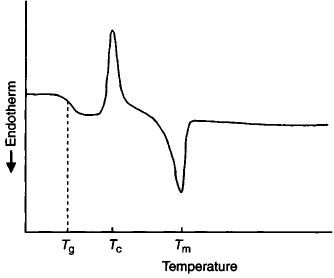 ← Endotherm
Tg Tc Tm
Temperature